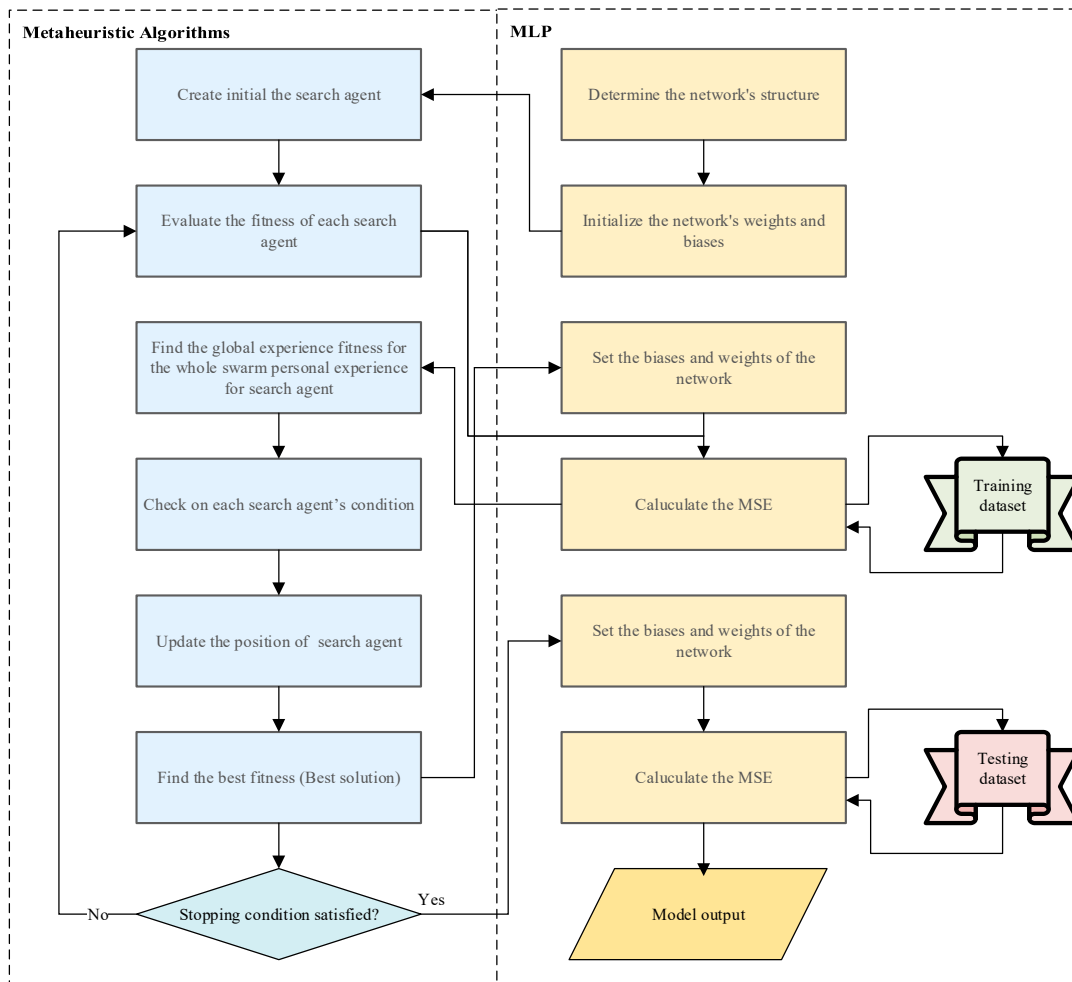 Metaheuristic Algorithms
MLP
Create initial the search agent
Determine the network's structure
Evaluate the fitness of each search
agent
Initialize the network's weights and
biases
Find the global experience fitness for
the whole swarm personal experience
for search agent
Set the biases and weights of the
network
Check on each search agent’s condition
Caluculate the MSE
Training
dataset
Update the position of  search agent
Set the biases and weights of the
network
Find the best fitness (Best solution)
Caluculate the MSE
Testing
dataset
No
Stopping condition satisfied?
Yes
Model output